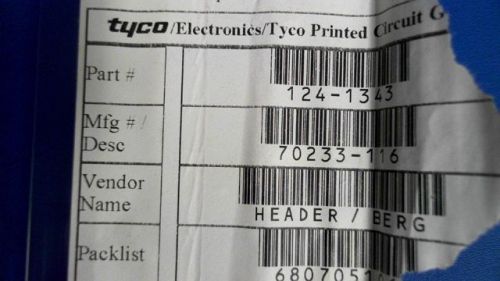 tyco/Electronics/Tyco Printed Circuit G
Part #
124-1343
Mfg # /
Desc
70233-116
Vendor
Name
HEADER / BERG
Packlist